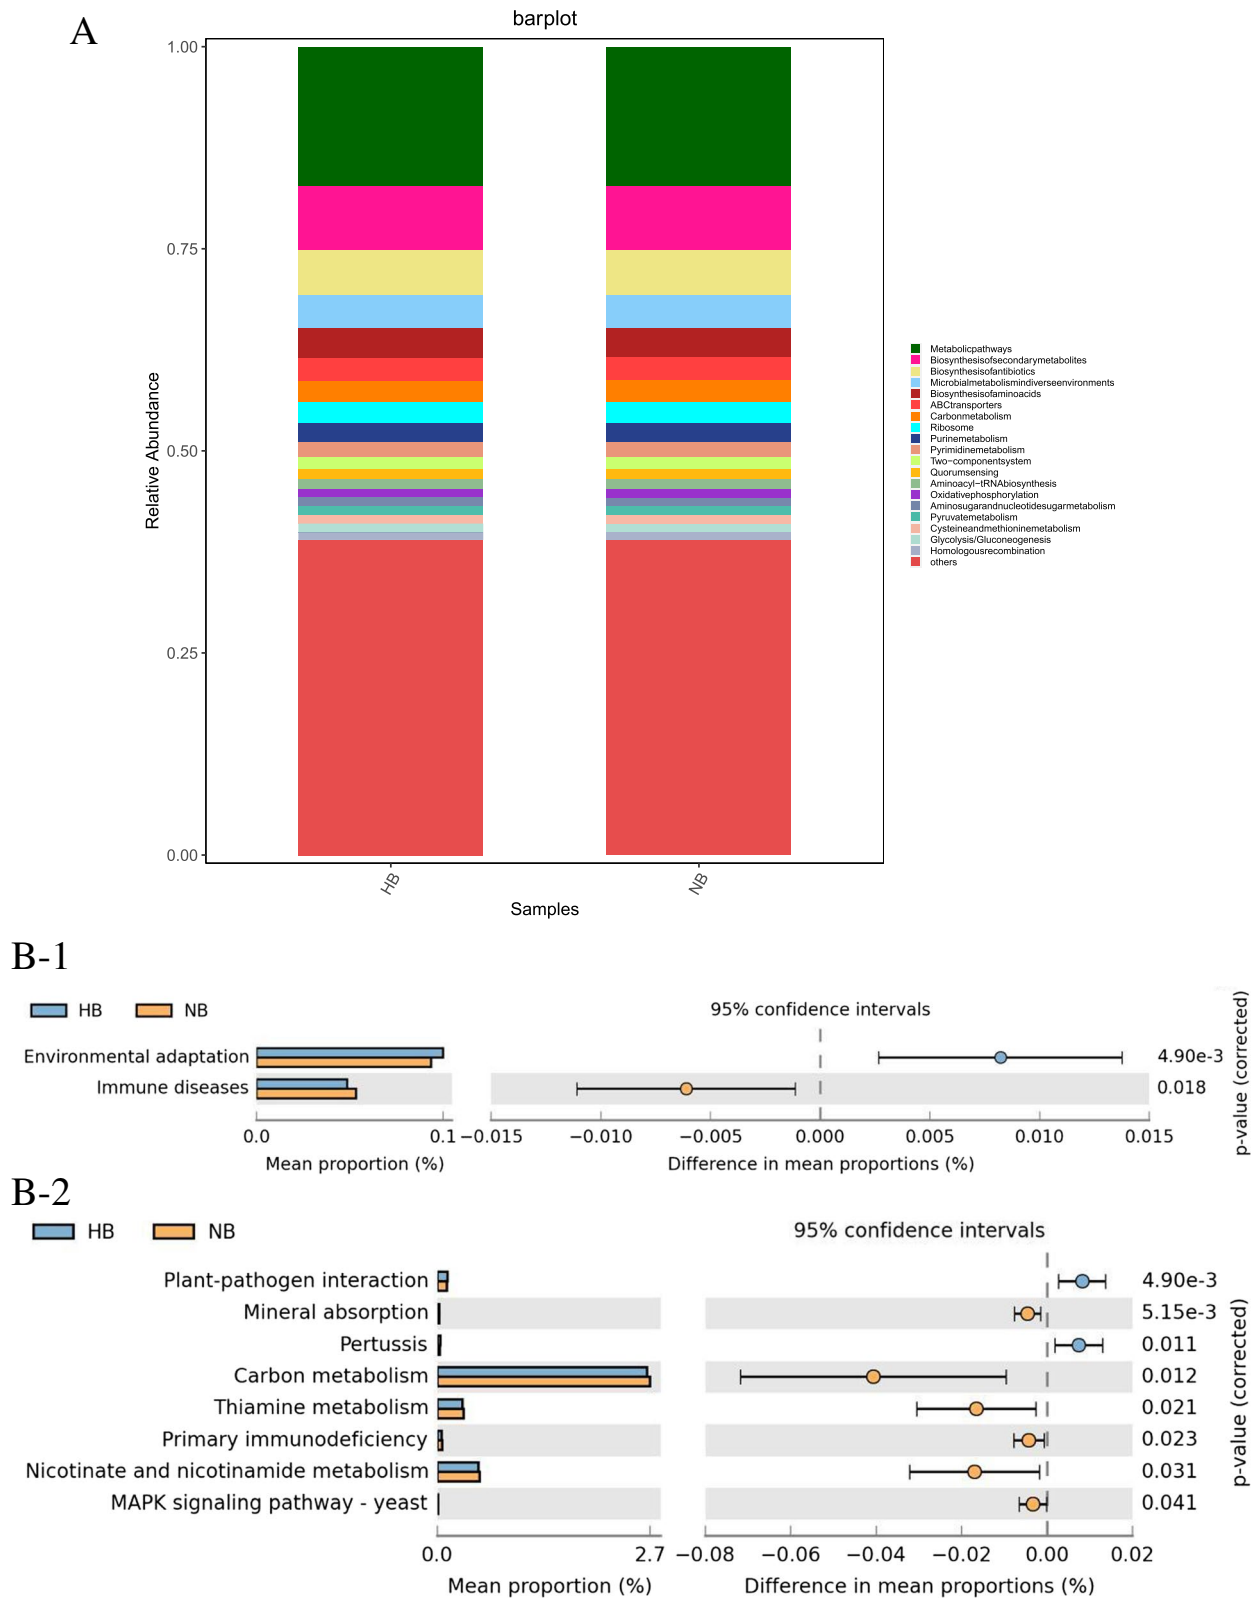 A
barplot
1.00
0.75
0.50
0.25
0.00
Relative Abundance
HB
NB
Samples
Metabolicpathways
Biosynthesisofsecondarymetabolites
Biosynthesisofantibiotics
Microbialmetabolismindiverseenvironments
Biosynthesisofaminoacids
ABCtransporters
Carbonmetabolism
Ribosome
Purinemetabolism
Pyrimidinemetabolism
Two−componentsystem
Quorumsensing
Aminoacyl−tRNAbiosynthesis
Oxidativephosphorylation
Aminosugarandnucleotidesugarmetabolism
Pyruvatemetabolism
Cysteineandmethioninemetabolism
Glycolysis/Gluconeogenesis
Homologousrecombination
others
B-1
HB NB
95% confidence intervals
Environmental adaptation 4.90e-3
Immune diseases 0.018
0.0 0.1 −0.015 −0.010 −0.005 0.000 0.005 0.010 0.015
Mean proportion (%) Difference in mean proportions (%)
p-value (corrected)
B-2
HB NB
95% confidence intervals
Plant-pathogen interaction 4.90e-3
Mineral absorption 5.15e-3
Pertussis 0.011
Carbon metabolism 0.012
Thiamine metabolism 0.021
Primary immunodeficiency 0.023
Nicotinate and nicotinamide metabolism 0.031
MAPK signaling pathway - yeast 0.041
0.0 2.7 −0.08 −0.06 −0.04 −0.02 0.00 0.02
Mean proportion (%) Difference in mean proportions (%)
p-value (corrected)